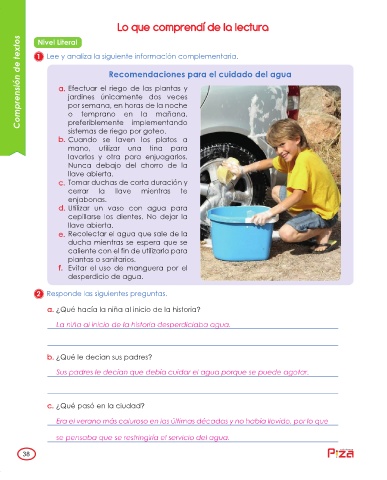 Lo que comprendí de la lectura
Comprensión de textos
Nivel Literal
1 Lee y analiza la siguiente información complementaria.
Recomendaciones para el cuidado del agua
a. Efectuar el riego de las plantas y
jardines únicamente dos veces
por semana, en horas de la noche
o temprano en la mañana,
preferiblemente implementando
sistemas de riego por goteo.
b. Cuando se laven los platos a
mano, utilizar una tina para
lavarlos y otra para enjuagarlos.
Nunca debajo del chorro de la
llave abierta.
c. Tomar duchas de corta duración y
cerrar la llave mientras te
enjabonas.
d. Utilizar un vaso con agua para
cepillarse los dientes. No dejar la
llave abierta.
e. Recolectar el agua que sale de la
ducha mientras se espera que se
caliente con el fin de utilizarla para
plantas o sanitarios.
f. Evitar el uso de manguera por el
desperdicio de agua.
2 Responde las siguientes preguntas.
a. ¿Qué hacía la niña al inicio de la historia?
La niña al inicio de la historia desperdiciaba agua.
b. ¿Qué le decían sus padres?
Sus padres le decían que debía cuidar el agua porque se puede agotar.
c. ¿Qué pasó en la ciudad?
Era el verano más caluroso en las últimas décadas y no había llovido, por lo que
se pensaba que se restringiría el servicio del agua.
38
Piza